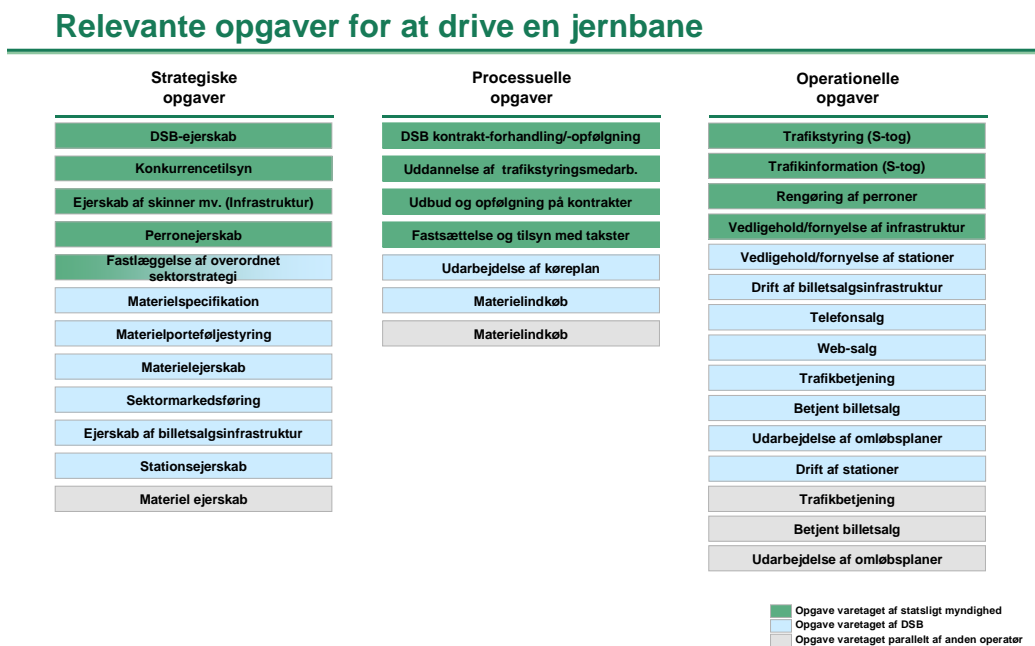 Relevante opgaver for at drive en jernbane
Strategiske
opgaver
DSB-ejerskab
Konkurrencetilsyn
Ejerskab af skinner mv. (Infrastruktur)
Perronejerskab
Fastlæggelse af overordnet
sektorstrategi
Materielspecifikation
Materielporteføljestyring
Materielejerskab
Sektormarkedsføring
Ejerskab af billetsalgsinfrastruktur
Stationsejerskab
Materiel ejerskab
Processuelle
opgaver
DSB kontrakt-forhandling/-opfølgning
Uddannelse af trafikstyringsmedarb.
Udbud og opfølgning på kontrakter
Fastsættelse og tilsyn med takster
Udarbejdelse af køreplan
Materielindkøb
Materielindkøb
Operationelle
opgaver
Trafikstyring (S-tog)
Trafikinformation (S-tog)
Rengøring af perroner
Vedligehold/fornyelse af infrastruktur
Vedligehold/fornyelse af stationer
Drift af billetsalgsinfrastruktur
Telefonsalg
Web-salg
Trafikbetjening
Betjent billetsalg
Udarbejdelse af omløbsplaner
Drift af stationer
Trafikbetjening
Betjent billetsalg
Udarbejdelse af omløbsplaner
Opgave varetaget af statsligt myndighed
Opgave varetaget af DSB
Opgave varetaget parallelt af anden operatør